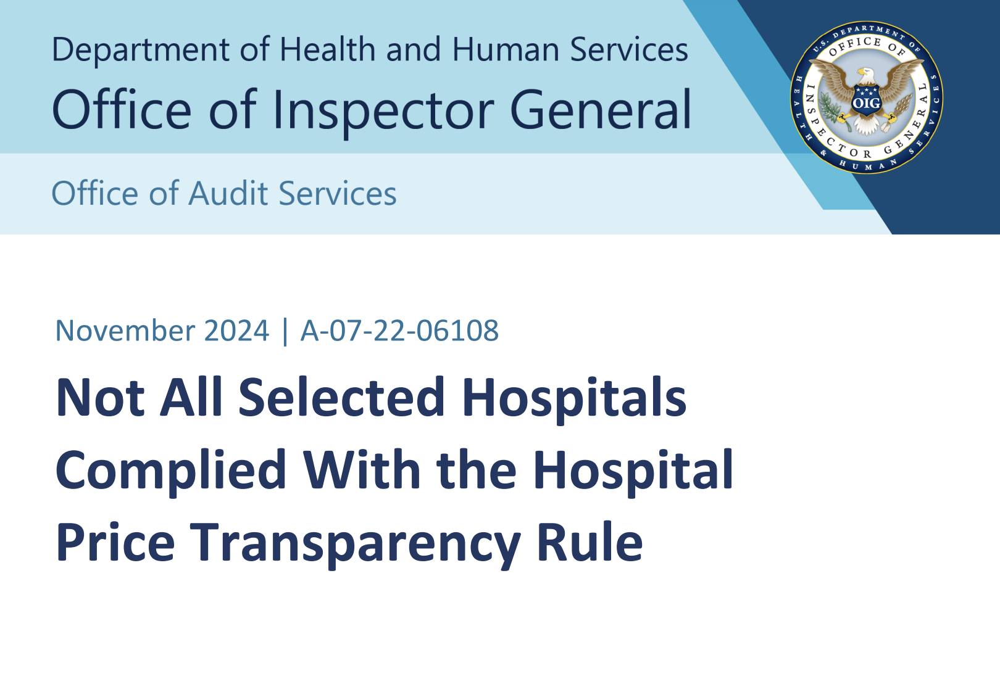 Department of Health and Human Services
Office of Inspector General
Office of Audit Services
U.S. DEPARTMENT OF
HEALTH & HUMAN SERVICES
OFFICE OF
INSPECTOR GENERAL
OIG
November 2024 | A-07-22-06108
Not All Selected Hospitals
Complied With the Hospital
Price Transparency Rule